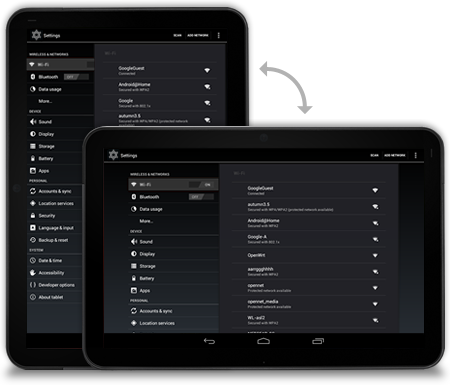 Settings
SCAN
ADD NETWORK
WIRELESS & NETWORKS
Wi-Fi
Bluetooth
OFF
Data usage
More...
DEVICE
Sound
Display
Storage
Battery
Apps
PERSONAL
Accounts & sync
Location services
Security
Language & input
Backup & reset
SYSTEM
Date & time
Accessibility
Developer options
About tablet
Wi-Fi
GoogleGuest
Connected
Android@Home
Secured with WPA2
Google
Secured with 802.1x
autumn3.5
Secured with WPA/WPA2 (protected network available)
Settings
SCAN
ADD NETWORK
WIRELESS & NETWORKS
Wi-Fi
ON
Bluetooth
OFF
Data usage
More...
DEVICE
Sound
Display
Storage
Battery
Apps
PERSONAL
Accounts & sync
Location services
Wi-Fi
GoogleGuest
Connected
autumn3.5
Secured with WPA/WPA2 (protected network available)
Android@Home
Secured with WPA2
Google-A
Secured with 802.1x
OpenWrt
aarngghhhh
Secured with WPA2
opennet
Protected network available
opennet_media
Protected network available
WL-asl2
Secured with WPA2